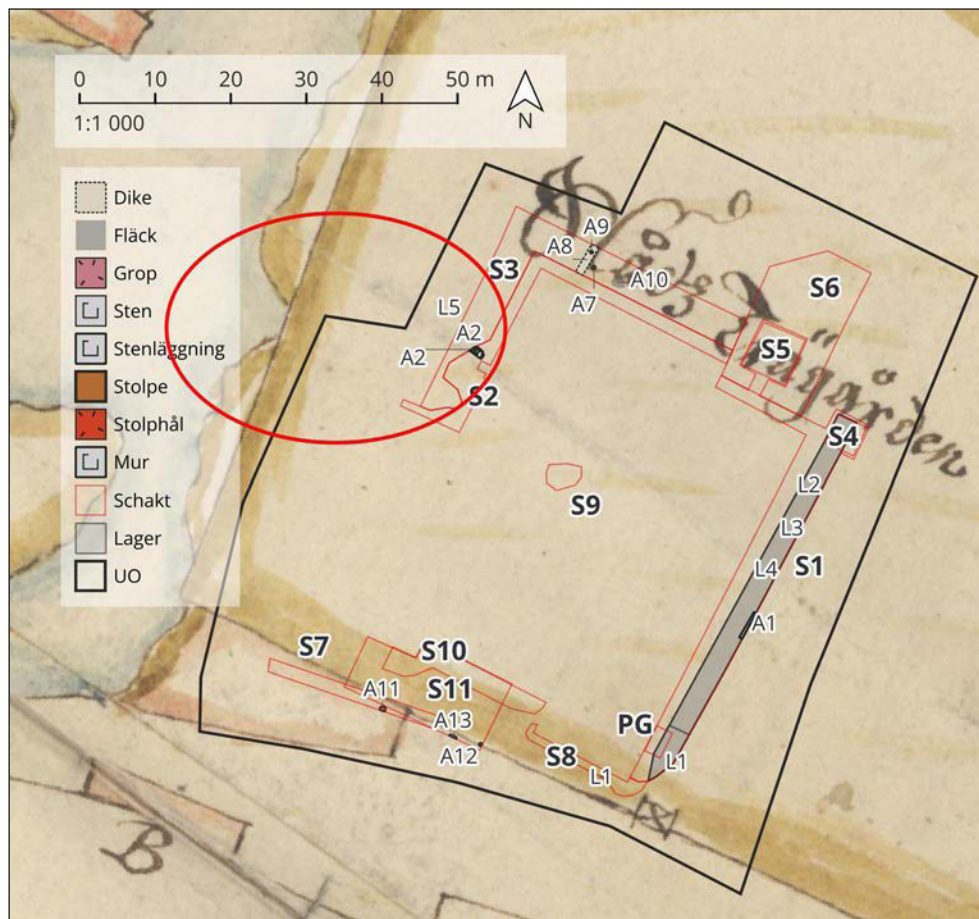 0 10 20 30 40 50 m
1:1 000
N
Dike
Fläck
Grop
Sten
Stenläggning
Stolpe
Stolphål
Mur
Schakt
Lager
UO
A9
A8
S3
A10
A7
S6
L5
A2
A2
S5
S2
S4
L2
S9
L3
S1
L4
A1
S7
S10
A11
S11
A13
A12
PG
S8
L1
L1
B